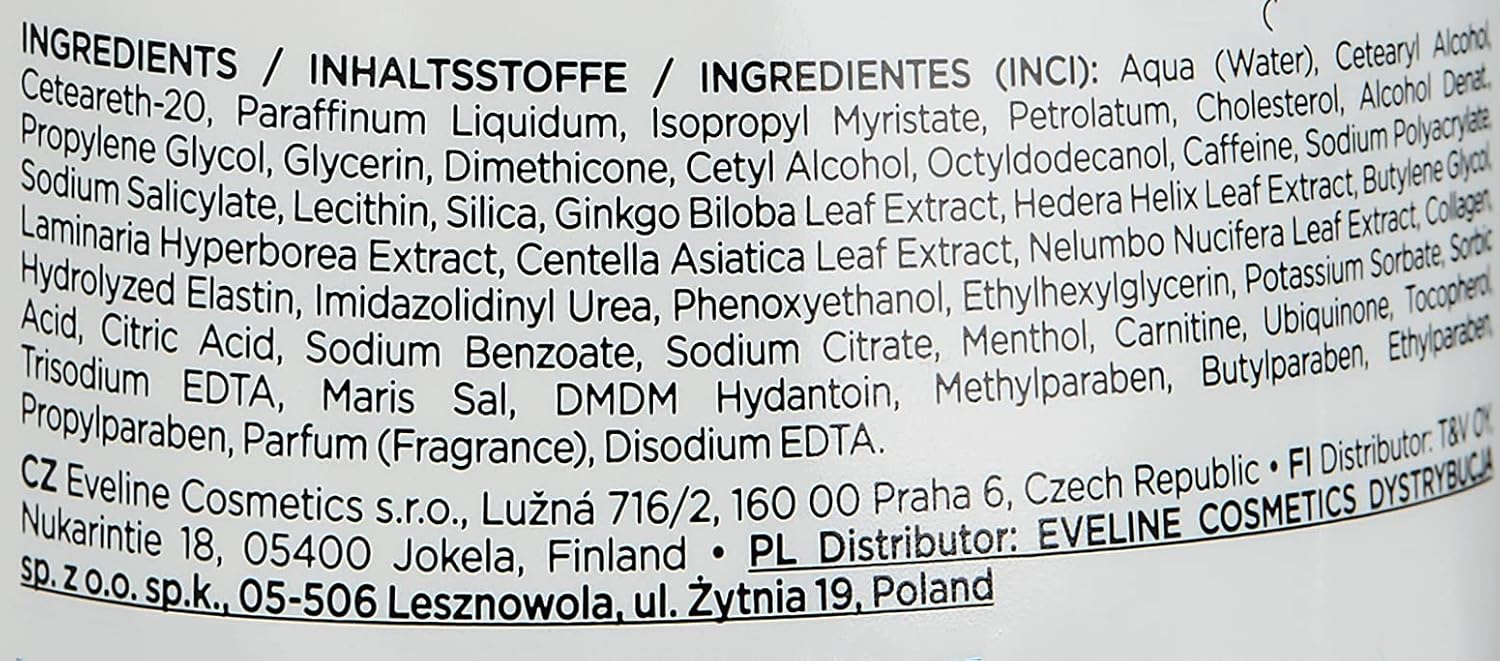 INGREDIENTS / INHALTSSTOFFE / INGREDIENTES (INCI): Aqua (Water), Cetearyl Alcohol,
Ceteareth-20, Paraffinum Liquidum, Isopropyl Myristate, Petrolatum, Cholesterol, Alcohol Denat.,
Propylene Glycol, Glycerin, Dimethicone, Cetyl Alcohol, Octyldodecanol, Caffeine, Sodium Polyacrylate,
Sodium Salicylate, Lecithin, Silica, Ginkgo Biloba Leaf Extract, Hedera Helix Leaf Extract, Butylene Glycol,
Laminaria Hyperborea Extract, Centella Asiatica Leaf Extract, Nelumbo Nucifera Leaf Extract, Collagen,
Hydrolyzed Elastin, Imidazolidinyl Urea, Phenoxyethanol, Ethylhexylglycerin, Potassium Sorbate, Sorbic
Acid, Citric Acid, Sodium Benzoate, Sodium Citrate, Menthol, Carnitine, Ubiquinone, Tocopherol,
Trisodium EDTA, Maris Sal, DMDM Hydantoin, Methylparaben, Butylparaben, Ethylparaben,
Propylparaben, Parfum (Fragrance), Disodium EDTA.
CZ Eveline Cosmetics s.r.o., Lužná 716/2, 160 00 Praha 6, Czech Republic • FI Distributor: T&V OY,
Nukarintie 18, 05400 Jokela, Finland • PL Distributor: EVELINE COSMETICS DYSTRYBUCJA
sp. z o.o. sp.k., 05-506 Lesznowola, ul. Żytnia 19, Poland